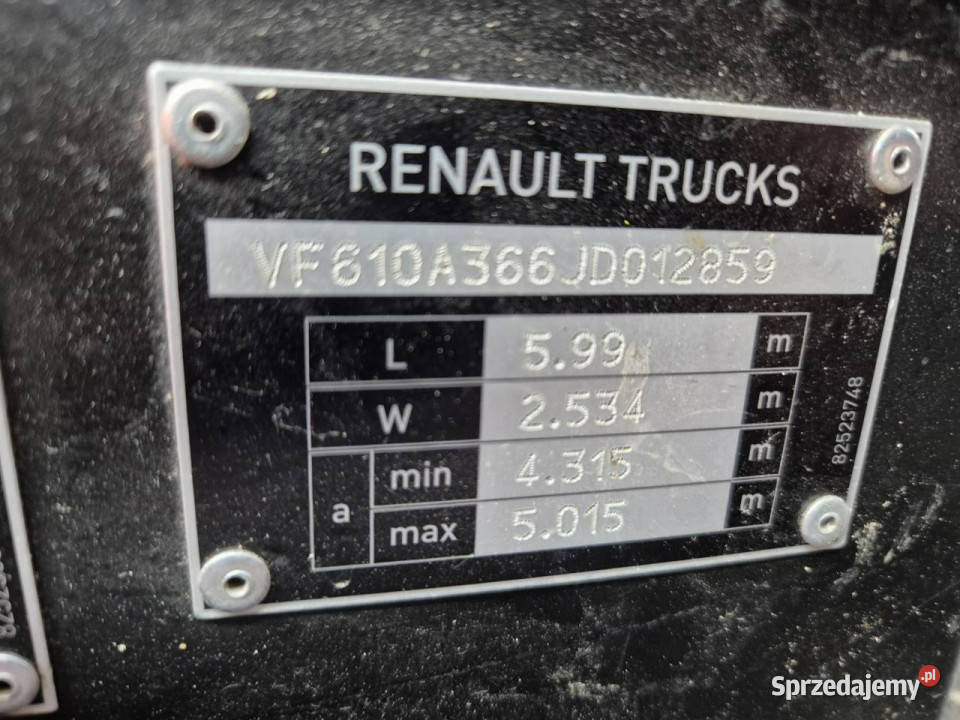 RENAULT TRUCKS
VF610A366JD012859
L 5.99 m
W 2.534 m
a min 4.315 m
max 5.015 m
82523748
Sprzedajemy.pl